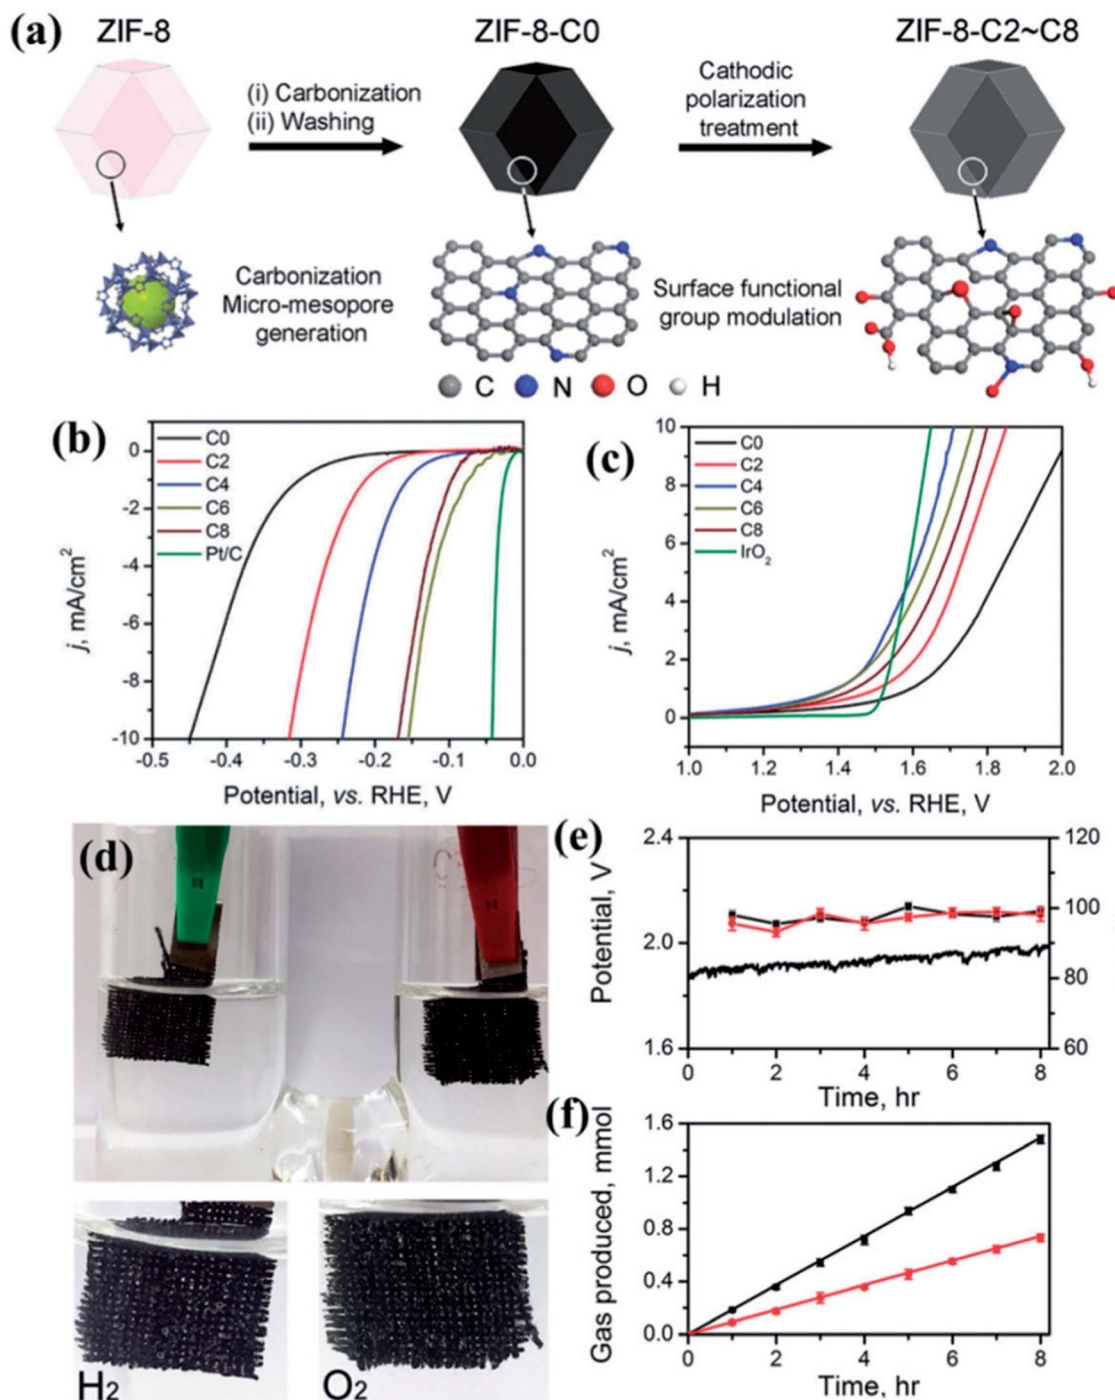 (a)
ZIF-8
ZIF-8-C0
ZIF-8-C2~C8
(i) Carbonization
(ii) Washing
Cathodic
polarization
treatment
Carbonization
Micro-mesopore
generation
Surface functional
group modulation
C N O H
(b)
C0
C2
C4
C6
C8
Pt/C
0
-2
-4
-6
-8
-10
j, mA/cm²
-0.5 -0.4 -0.3 -0.2 -0.1 0.0
Potential, vs. RHE, V
(c)
C0
C2
C4
C6
C8
IrO₂
10
8
6
4
2
0
j, mA/cm²
1.0 1.2 1.4 1.6 1.8 2.0
Potential, vs. RHE, V
(d)
H₂
O₂
(e)
2.4
2.0
1.6
Potential, V
120
100
80
60
0 2 4 6 8
Time, hr
(f)
1.6
1.2
0.8
0.4
0.0
Gas produced, mmol
0 2 4 6 8
Time, hr